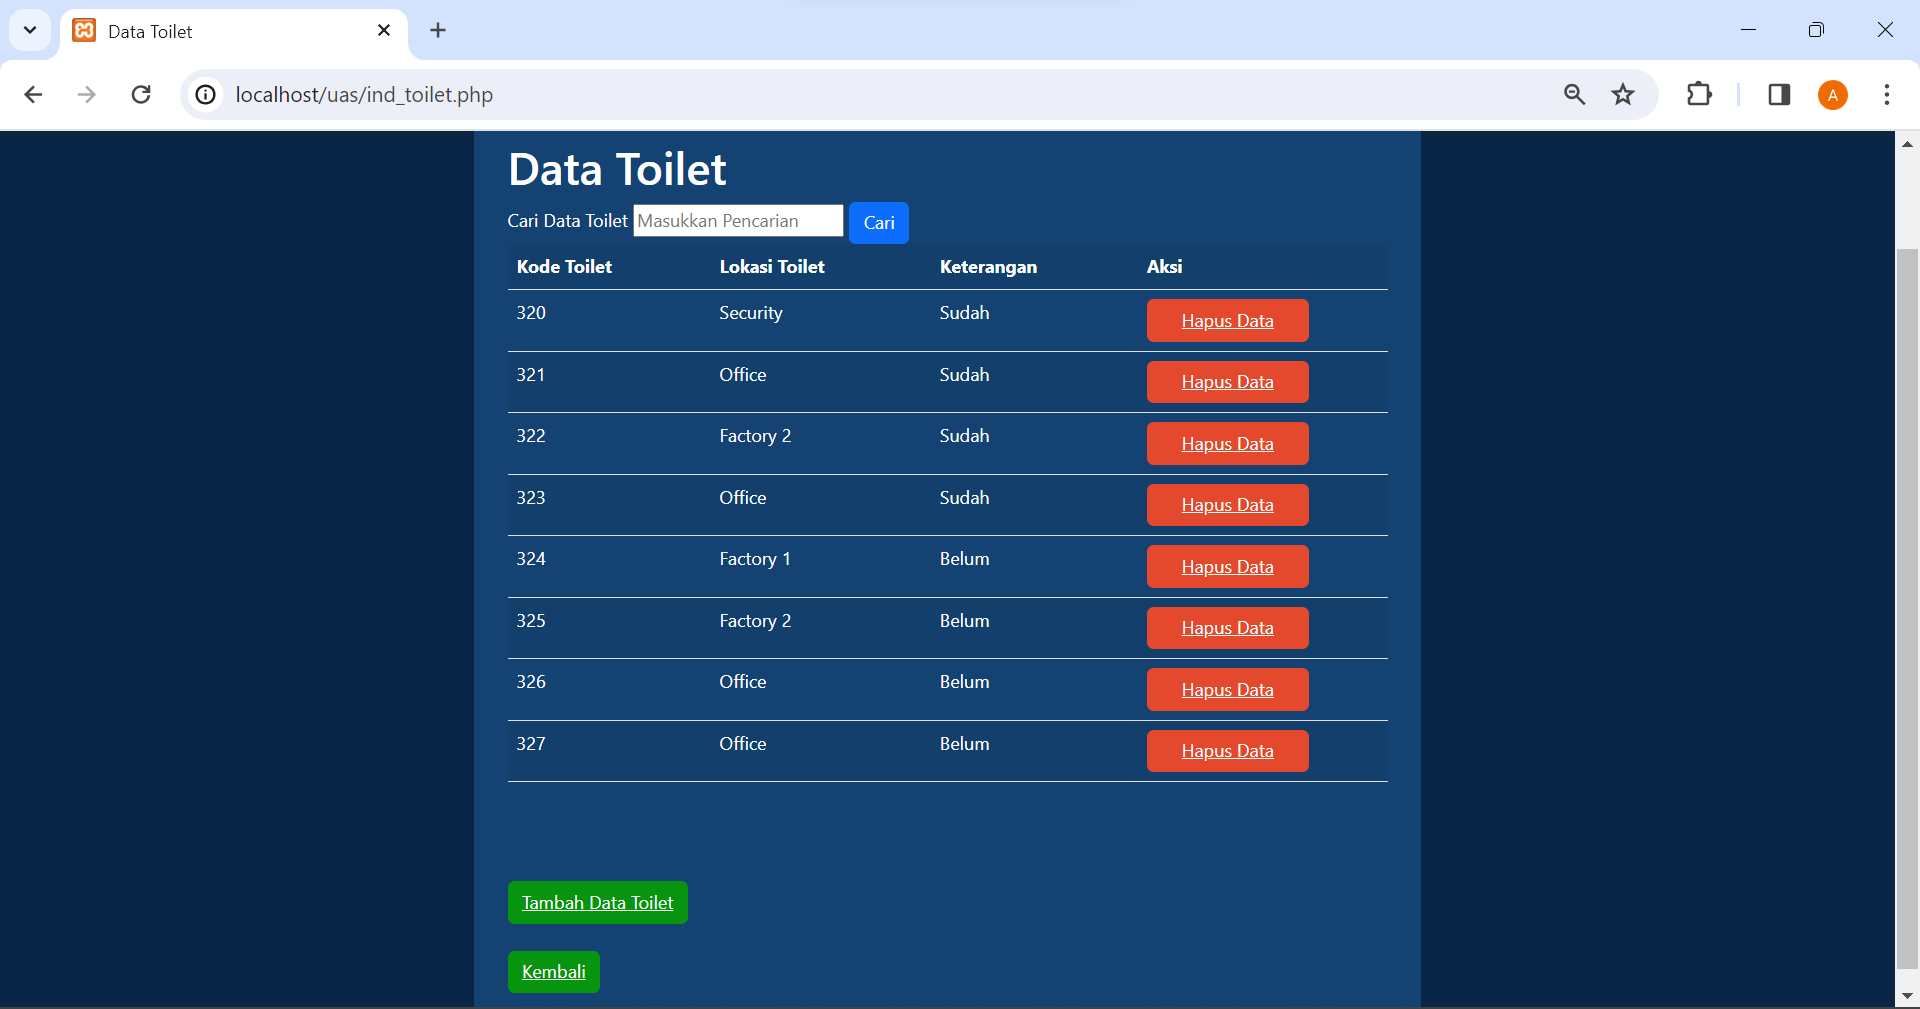 Data Toilet
localhost/uas/ind_toilet.php
A
Data Toilet
Cari Data Toilet Masukkan Pencarian Cari
Kode Toilet Lokasi Toilet Keterangan Aksi
320 Security Sudah Hapus Data
321 Office Sudah Hapus Data
322 Factory 2 Sudah Hapus Data
323 Office Sudah Hapus Data
324 Factory 1 Belum Hapus Data
325 Factory 2 Belum Hapus Data
326 Office Belum Hapus Data
327 Office Belum Hapus Data
Tambah Data Toilet
Kembali